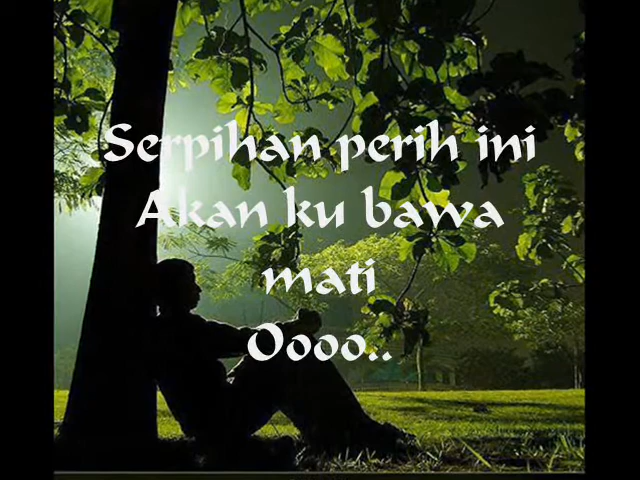 Serpihan perih ini
Akan ku bawa
mati
Oooo..